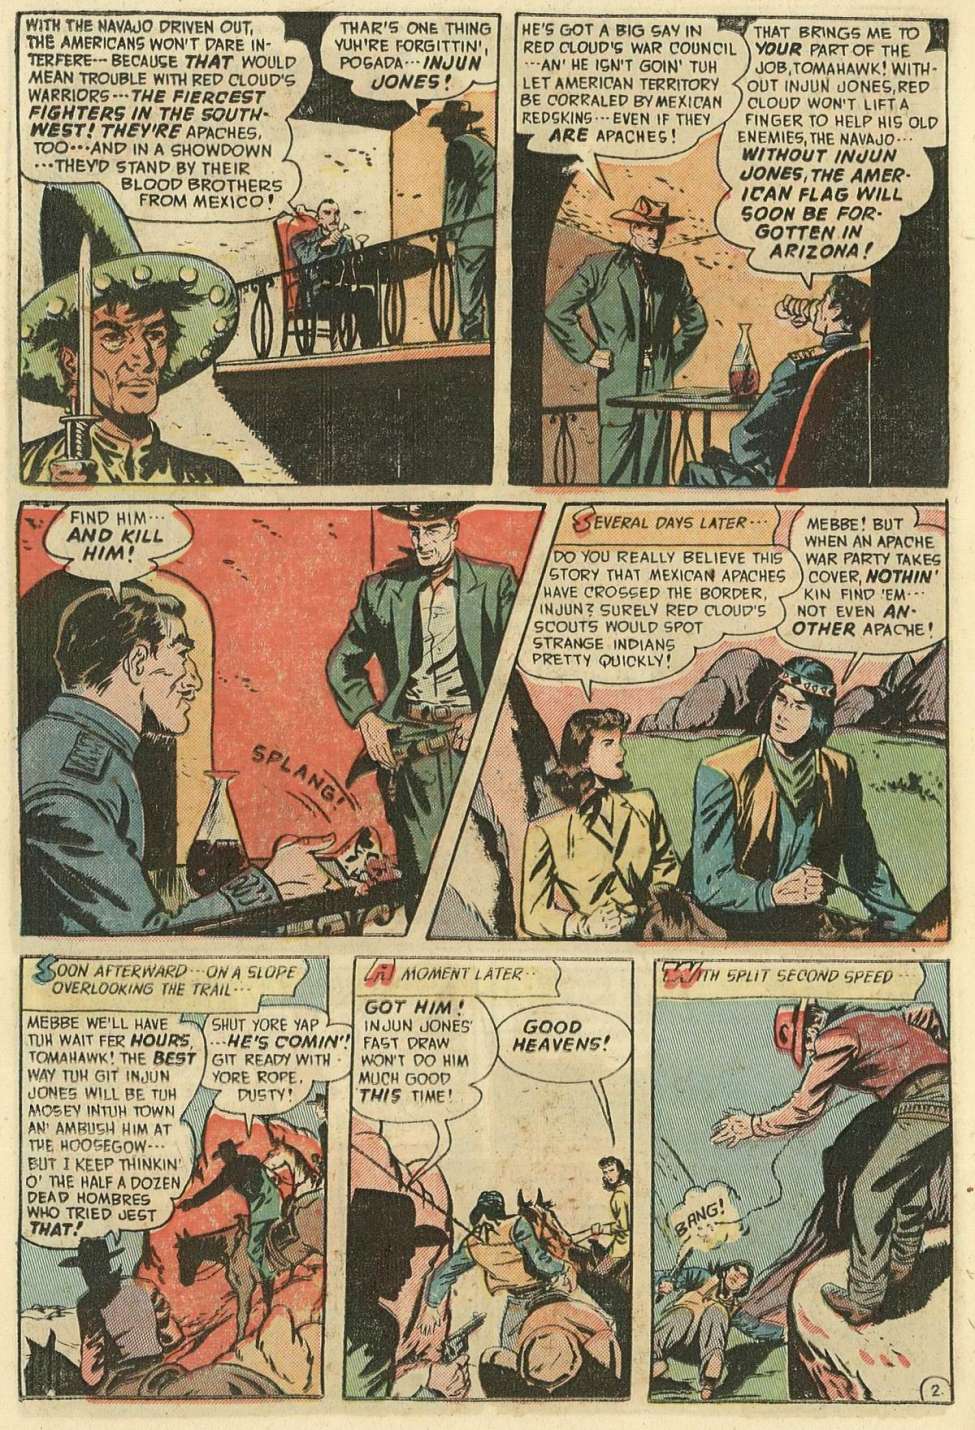 WITH THE NAVAJO DRIVEN OUT,
THE AMERICANS WON'T DARE IN-
TERFERE-- BECAUSE THAT WOULD
MEAN TROUBLE WITH RED CLOUD'S
WARRIORS--- THE FIERCEST
FIGHTERS IN THE SOUTH-
WEST! THEY'RE APACHES,
TOO---AND IN A SHOWDOWN
---THEY'D STAND BY THEIR
BLOOD BROTHERS
FROM MEXICO!
THAR'S ONE THING
YUH'RE FORGITTIN',
POSADA---INJUN
JONES!
HE'S GOT A BIG SAY IN
RED CLOUD'S WAR COUNCIL
---AN' HE ISN'T GOIN' TUH
LET AMERICAN TERRITORY
BE CORRALED BY MEXICAN
REDSKINS---EVEN IF THEY
ARE APACHES!
THAT BRINGS ME TO
YOUR PART OF THE
JOB, TOMAHAWK! WITH-
OUT INJUN JONES, RED
CLOUD WON'T LIFT A
FINGER TO HELP HIS OLD
ENEMIES, THE NAVAJO---
WITHOUT INJUN
JONES, THE AMER-
ICAN FLAG WILL
SOON BE FOR-
GOTTEN IN
ARIZONA!
FIND HIM---
AND KILL
HIM!
SPLANG!
SEVERAL DAYS LATER---
DO YOU REALLY BELIEVE THIS
STORY THAT MEXICAN APACHES
HAVE CROSSED THE BORDER,
INJUN? SURELY RED CLOUD'S
SCOUTS WOULD SPOT
STRANGE INDIANS
PRETTY QUICKLY!
MEBBE! BUT
WHEN AN APACHE
WAR PARTY TAKES
COVER, NOTHIN'
KIN FIND 'EM---
NOT EVEN AN-
OTHER APACHE!
SOON AFTERWARD---ON A SLOPE
OVERLOOKING THE TRAIL---
MEBBE WE'LL HAVE
TUH WAIT FER HOURS,
TOMAHAWK! THE BEST
WAY TUH GIT INJUN
JONES WILL BE TUH
MOSEY INTUH TOWN
AN' AMBUSH HIM AT
THE HOOSEGOW---
BUT I KEEP THINKIN'
O' THE HALF A DOZEN
DEAD HOMBRES
WHO TRIED JEST
THAT!
SHUT YORE YAP
---HE'S COMIN'!
GIT READY WITH
YORE ROPE,
DUSTY!
A MOMENT LATER--
GOT HIM!
INJUN JONES'
FAST DRAW
WON'T DO HIM
MUCH GOOD
THIS TIME!
GOOD
HEAVENS!
WITH SPLIT SECOND SPEED---
BANG!
2